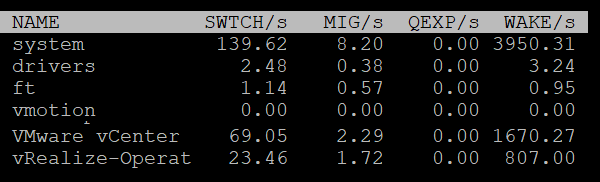 NAME SWTCH/s MIG/s QEXP/s WAKE/s
system 139.62 8.20 0.00 3950.31
drivers 2.48 0.38 0.00 3.24
ft 1.14 0.57 0.00 0.95
vmotion 0.00 0.00 0.00 0.00
VMware vCenter 69.05 2.29 0.00 1670.27
vRealize-Operat 23.46 1.72 0.00 807.00